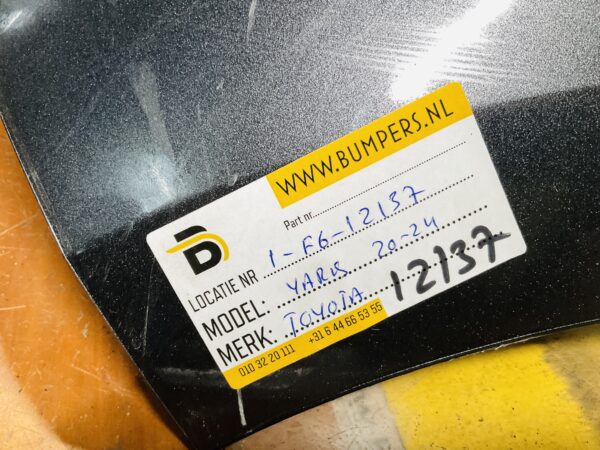 WWW.BUMPERS.NL
Part nr.
LOCATIE NR 1-F6-12137
MODEL: YARIS 20-24
MERK: TOYOTA 12137
010 32 20 111 +31 6 44 66 53 55